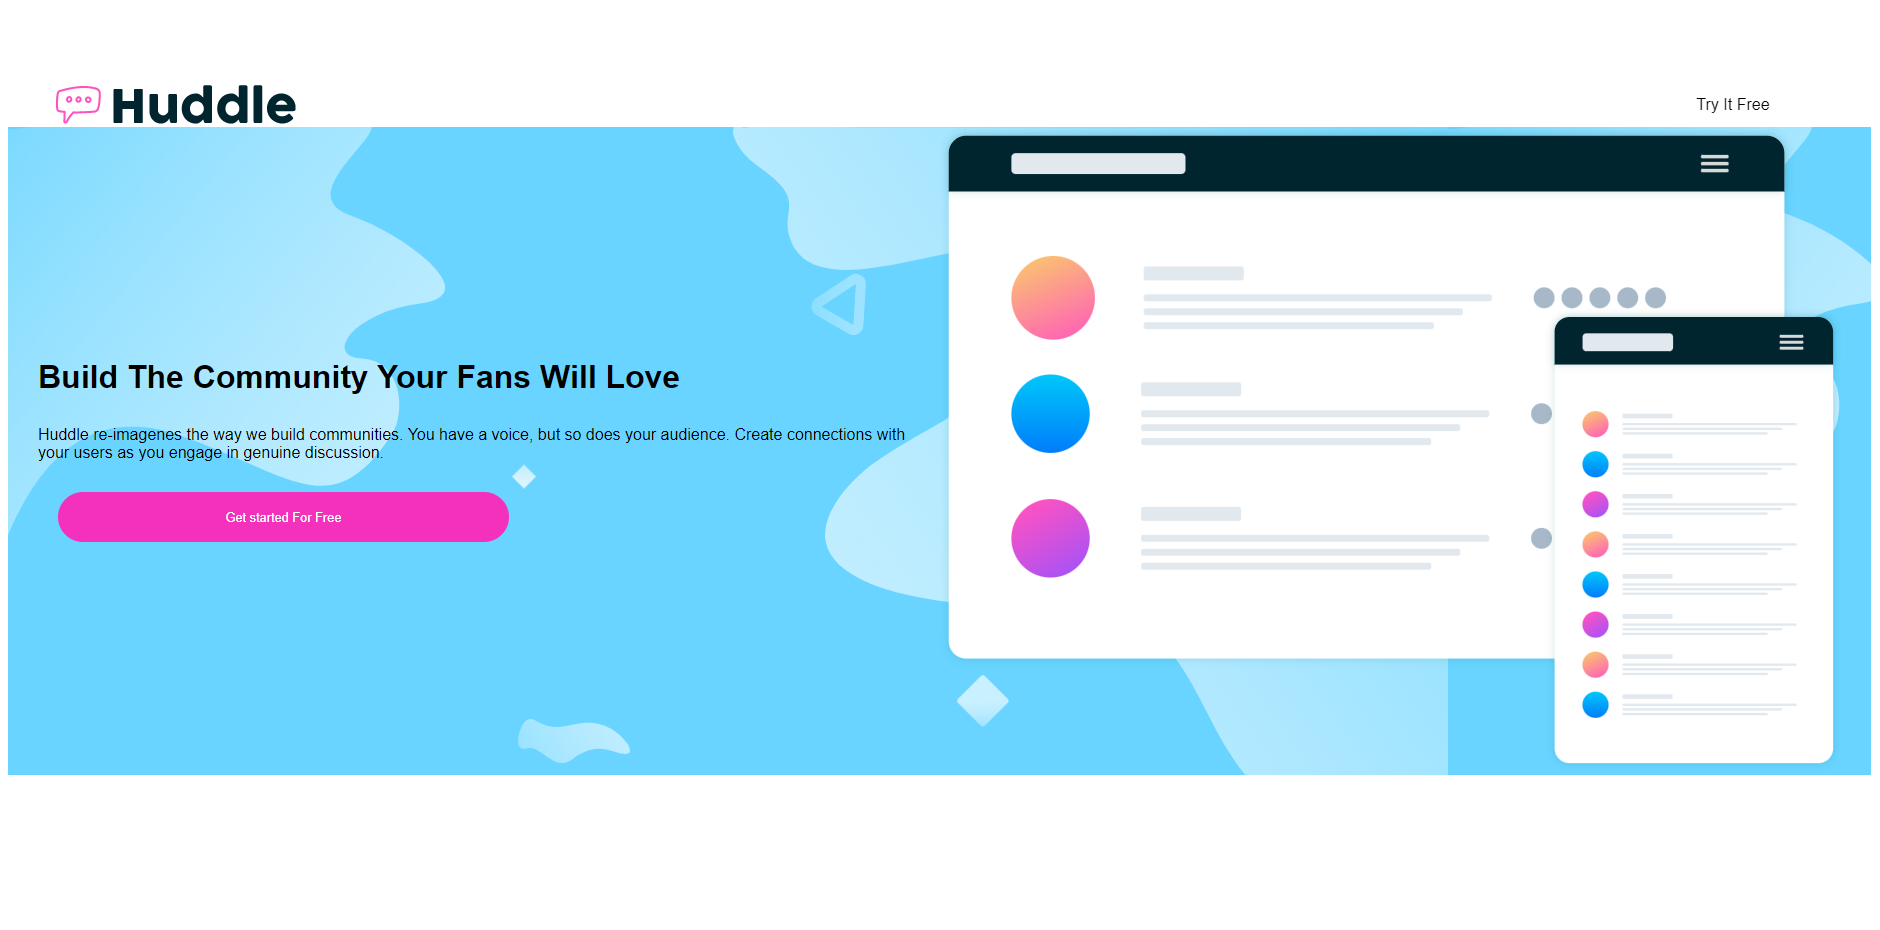 Huddle
Try It Free
Build The Community Your Fans Will Love
Huddle re-imagenes the way we build communities. You have a voice, but so does your audience. Create connections with
your users as you engage in genuine discussion.
Get started For Free